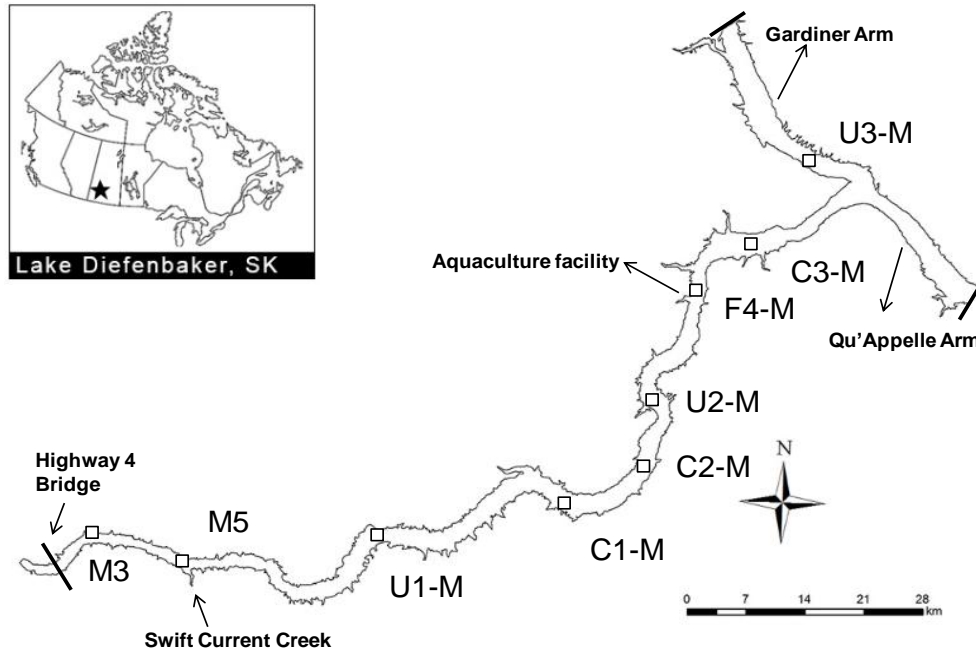 Lake Diefenbaker, SK
Gardiner Arm
U3-M
Aquaculture facility
C3-M
F4-M
Qu'Appelle Arm
U2-M
N
C2-M
Highway 4
Bridge
M5
C1-M
M3
U1-M
0 7 14 21 28
km
Swift Current Creek